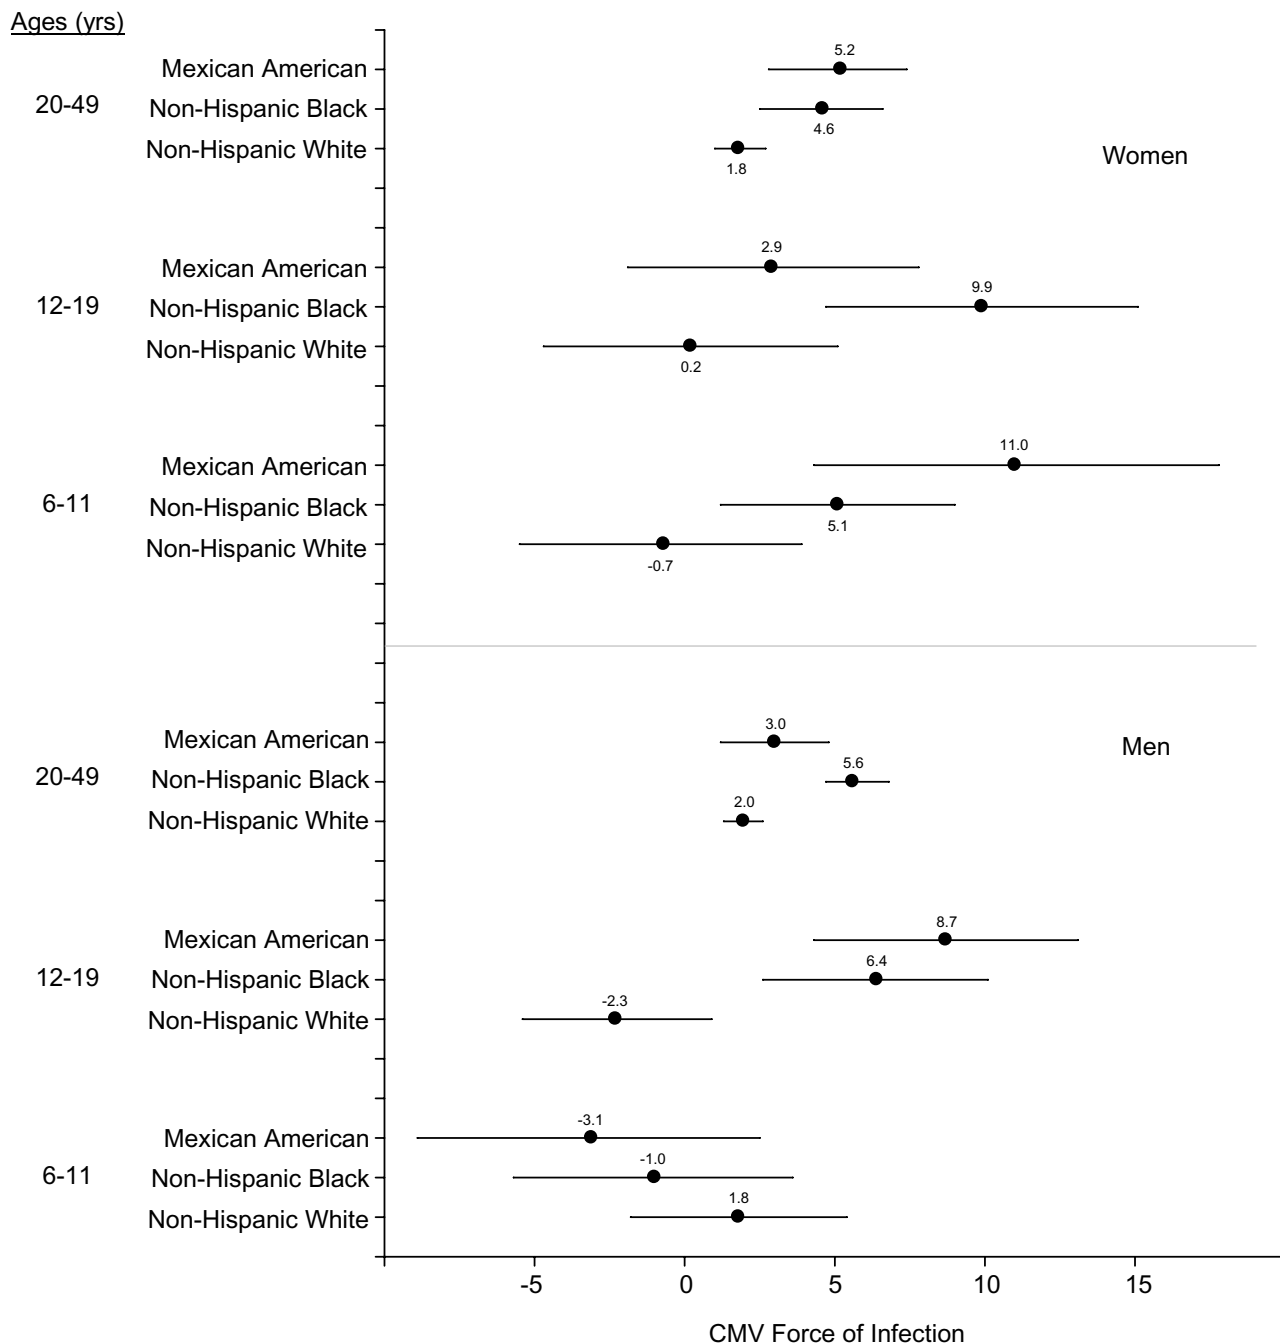 Ages (yrs)
5.2
Mexican American
20-49
Non-Hispanic Black
4.6
Non-Hispanic White
1.8
Women
2.9
Mexican American
9.9
12-19
Non-Hispanic Black
Non-Hispanic White
0.2
11.0
Mexican American
6-11
Non-Hispanic Black
5.1
Non-Hispanic White
-0.7
3.0
Mexican American
Men
5.6
20-49
Non-Hispanic Black
2.0
Non-Hispanic White
8.7
Mexican American
6.4
12-19
Non-Hispanic Black
-2.3
Non-Hispanic White
-3.1
Mexican American
-1.0
6-11
Non-Hispanic Black
1.8
Non-Hispanic White
-5 0 5 10 15
CMV Force of Infection